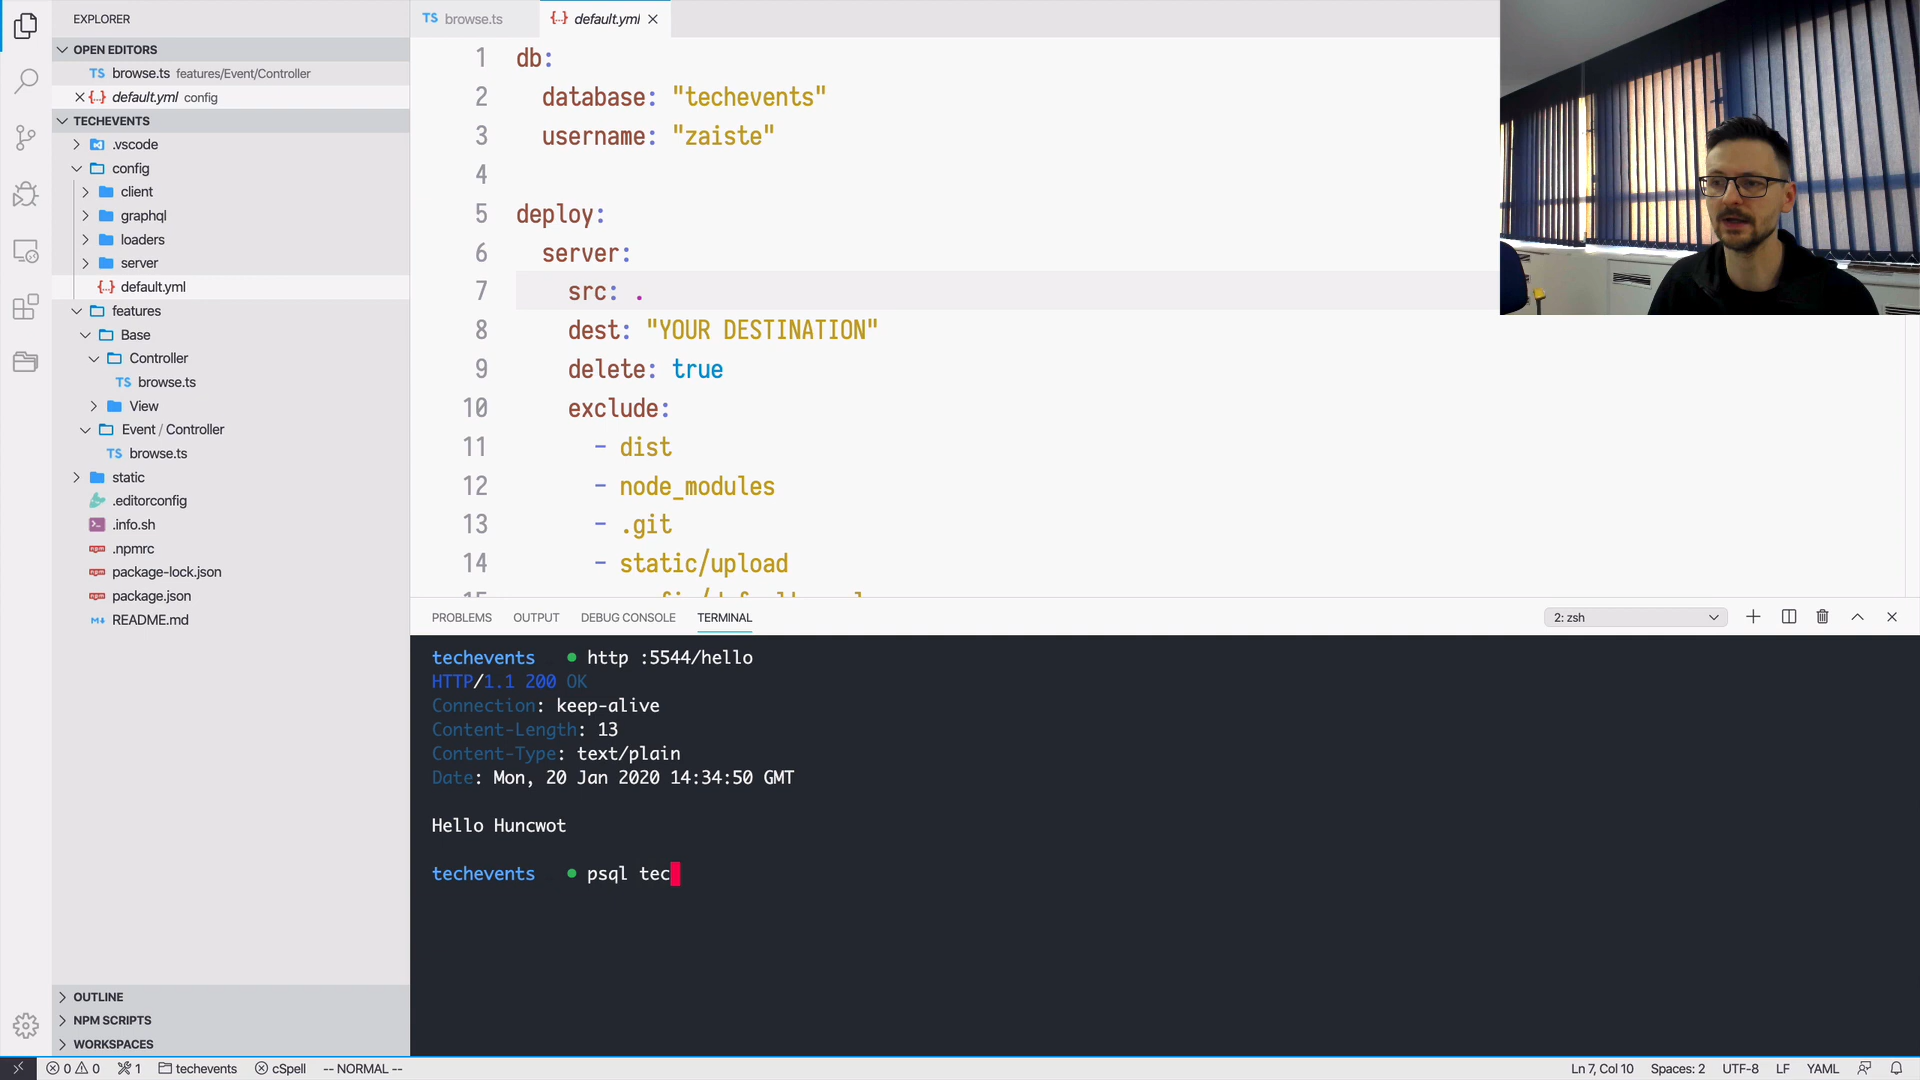 EXPLORER
OPEN EDITORS
TS browse.ts features/Event/Controller
{..} default.yml config
TECHEVENTS
.vscode
config
client
graphql
loaders
server
{..} default.yml
features
Base
Controller
TS browse.ts
View
Event / Controller
TS browse.ts
static
.editorconfig
.info.sh
.npmrc
package-lock.json
package.json
README.md
OUTLINE
NPM SCRIPTS
WORKSPACES
TS browse.ts
{..} default.yml
1 db:
2 database: "techevents"
3 username: "zaiste"
4
5 deploy:
6 server:
7 src: .
8 dest: "YOUR DESTINATION"
9 delete: true
10 exclude:
11 - dist
12 - node_modules
13 - .git
14 - static/upload
PROBLEMS OUTPUT DEBUG CONSOLE TERMINAL
2: zsh
techevents ● http :5544/hello
HTTP/1.1 200 OK
Connection: keep-alive
Content-Length: 13
Content-Type: text/plain
Date: Mon, 20 Jan 2020 14:34:50 GMT
Hello Huncwot
techevents ● psql tec
0 0 1 techevents cSpell -- NORMAL -- Ln 7, Col 10 Spaces: 2 UTF-8 LF YAML